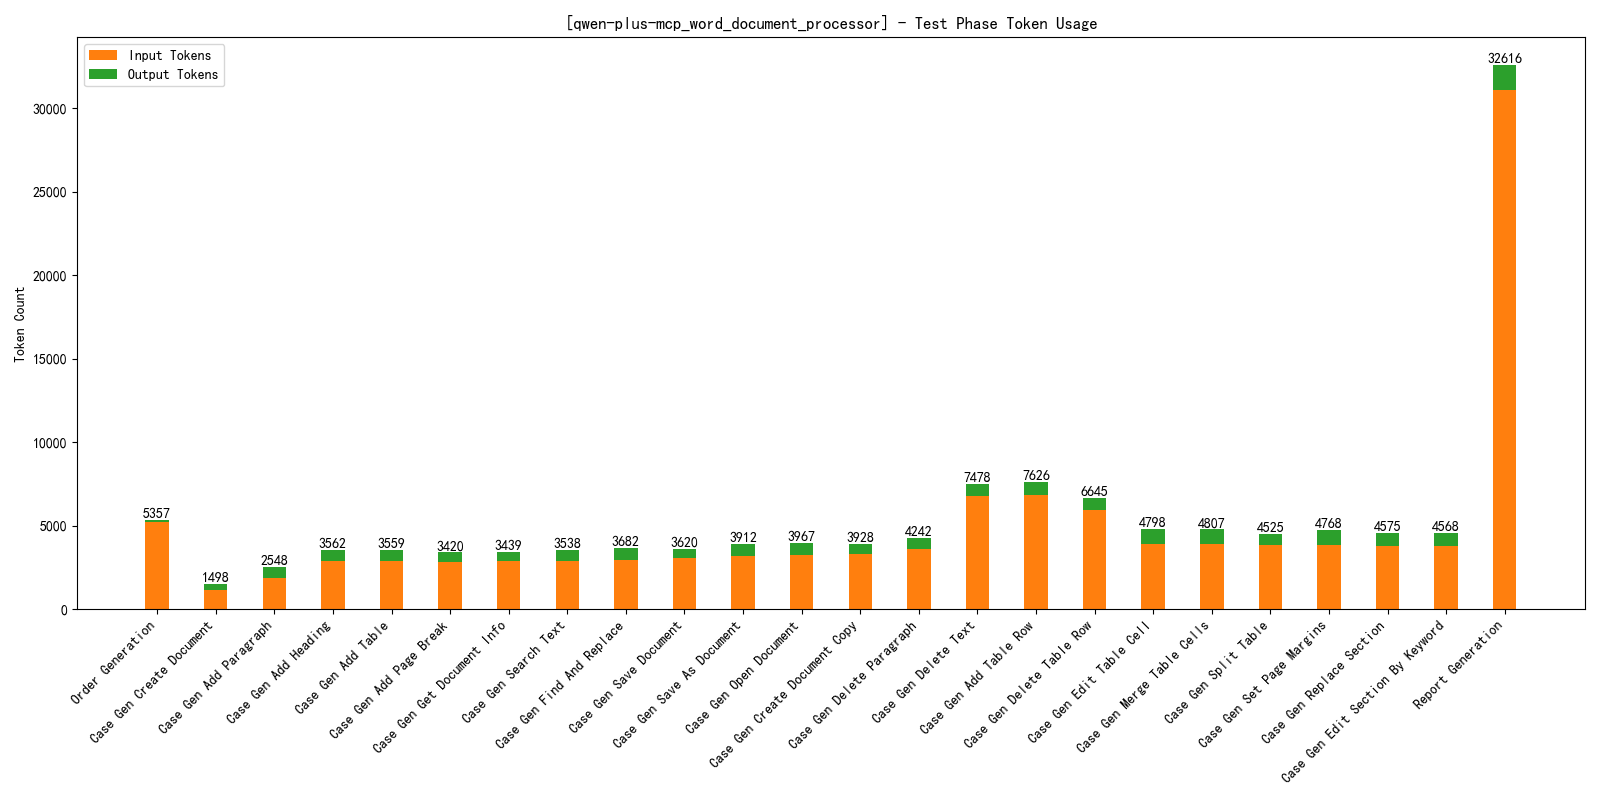 [qwen-plus-mcp_word_document_processor] - Test Phase Token Usage
Input Tokens
Output Tokens
Token Count
30000
25000
20000
15000
10000
5000
0
5357
1498
2548
3562
3559
3420
3439
3538
3682
3620
3912
3967
3928
4242
7478
7626
6645
4798
4807
4525
4768
4575
4568
32616
Order Generation
Case Gen Create Document
Case Gen Add Paragraph
Case Gen Add Heading
Case Gen Add Table
Case Gen Add Page Break
Case Gen Get Document Info
Case Gen Search Text
Case Gen Find And Replace
Case Gen Save Document
Case Gen Save As Document
Case Gen Open Document
Case Gen Create Document Copy
Case Gen Delete Paragraph
Case Gen Delete Text
Case Gen Add Table Row
Case Gen Delete Table Row
Case Gen Edit Table Cell
Case Gen Merge Table Cells
Case Gen Split Table
Case Gen Set Page Margins
Case Gen Replace Section
Case Gen Edit Section By Keyword
Report Generation